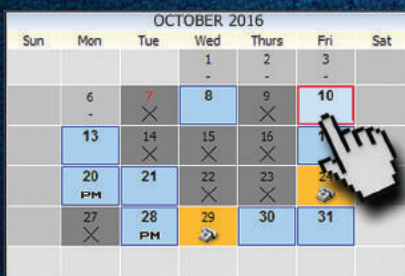 OCTOBER 2016
Sun Mon Tue Wed Thurs Fri Sat
1 2 3
- - -
6 7 8 9 10
-
13 14 15 16
20 21 22 23 24
PM
27 28 29 30 31
PM